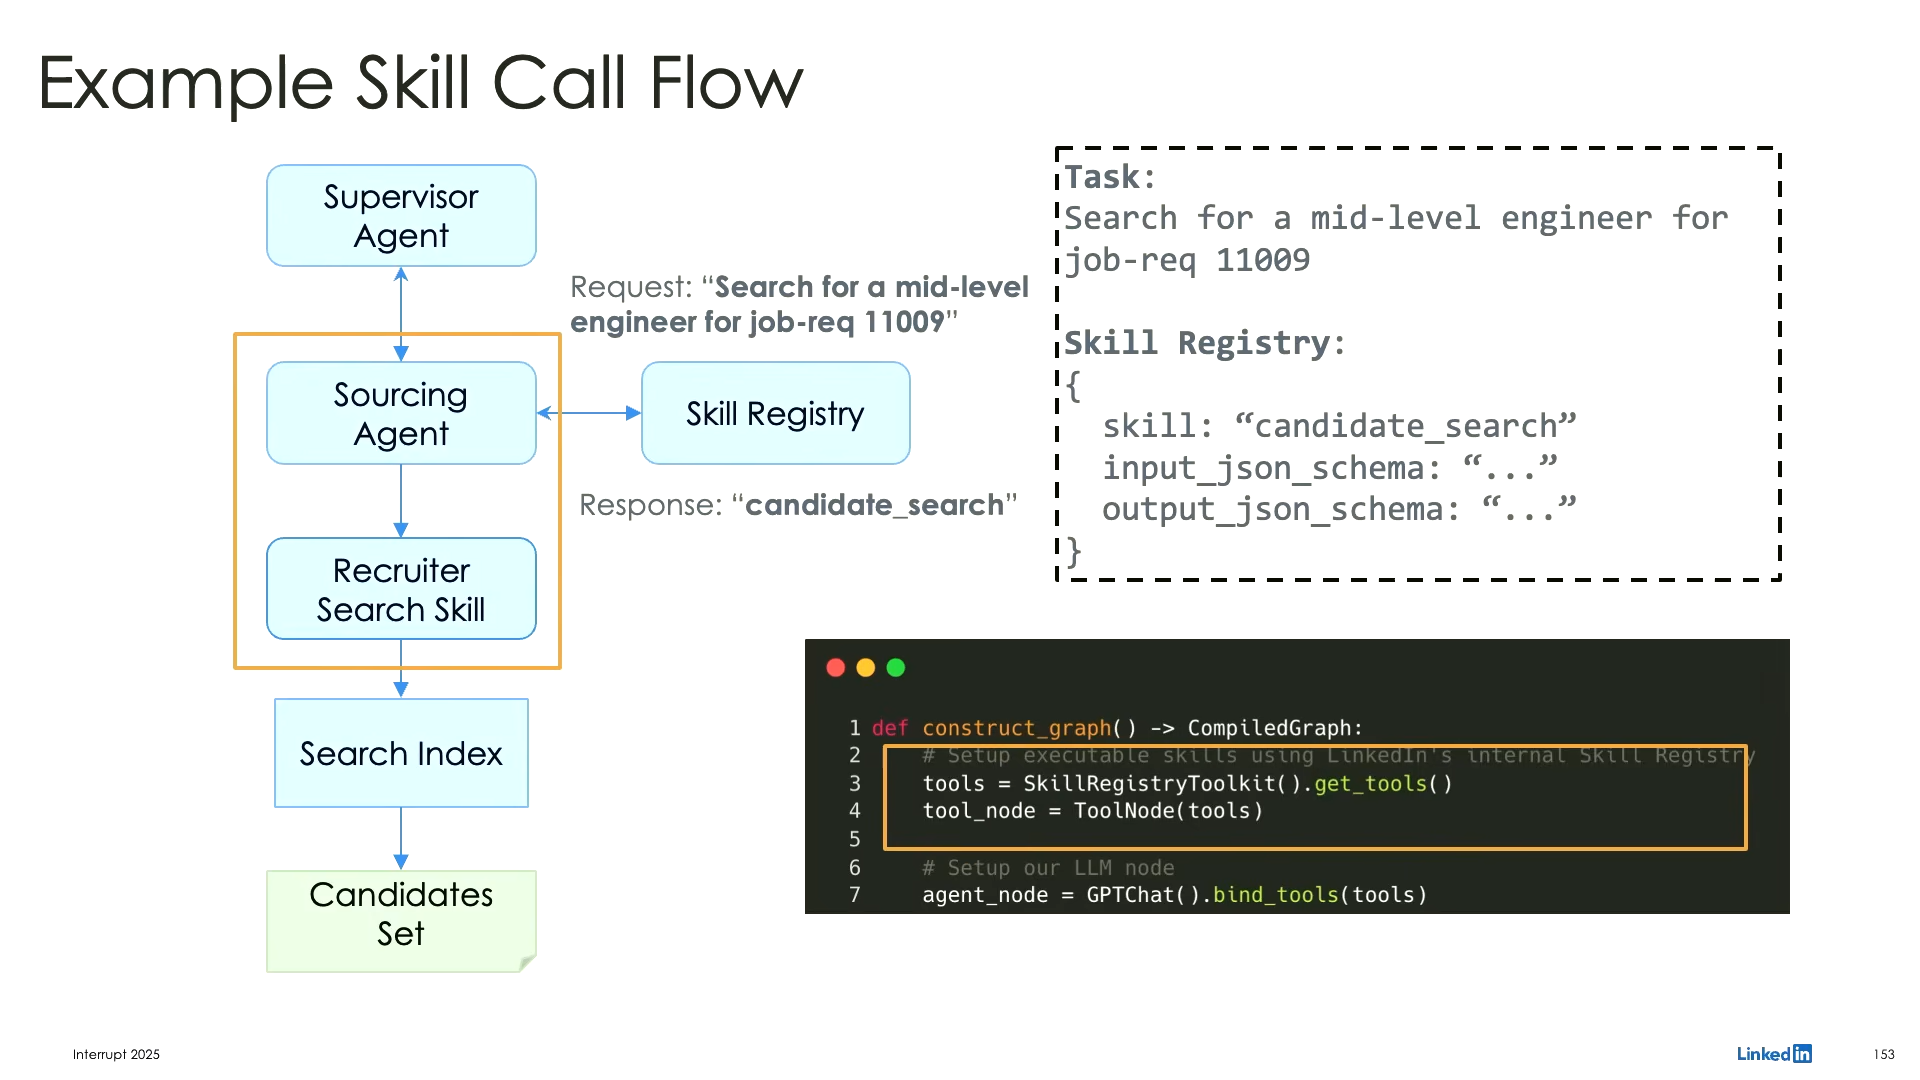 Example Skill Call Flow
Supervisor
Agent
Request: “Search for a mid-level
engineer for job-req 11009”
Sourcing
Agent
Skill Registry
Response: “candidate_search”
Recruiter
Search Skill
Search Index
Candidates
Set
Task:
Search for a mid-level engineer for
job-req 11009
Skill Registry:
{
  skill: “candidate_search”
  input_json_schema: “...”
  output_json_schema: “...”
}
1 def construct_graph() -> CompiledGraph:
2     # Setup executable skills using LinkedIn's internal Skill Registry
3     tools = SkillRegistryToolkit().get_tools()
4     tool_node = ToolNode(tools)
5
6     # Setup our LLM node
7     agent_node = GPTChat().bind_tools(tools)
Interrupt 2025
Linked in
153